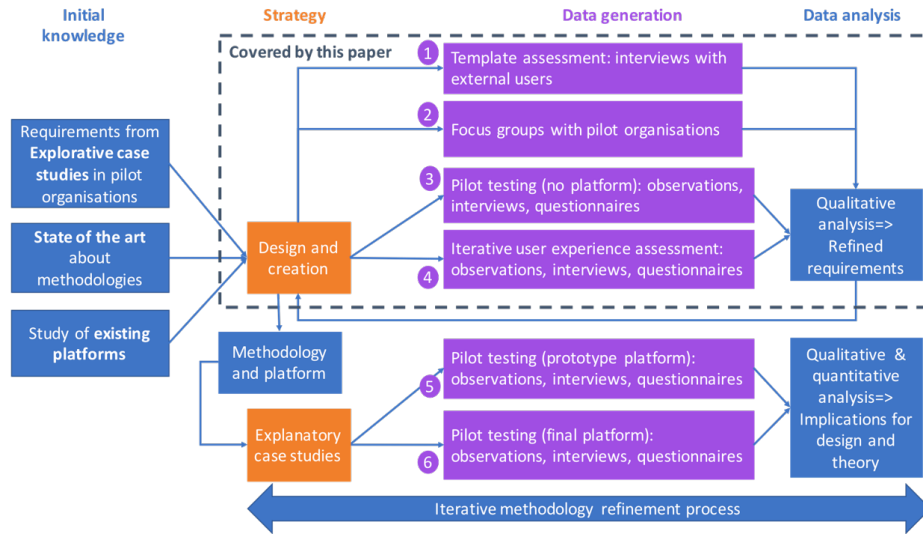 Initial
knowledge
Strategy
Data generation
Data analysis
Covered by this paper
1
Template assessment: interviews with
external users
2
Focus groups with pilot organisations
Requirements from
Explorative case
studies in pilot
organisations
3
Pilot testing (no platform): observations,
interviews, questionnaires
State of the art
about
methodologies
Design and
creation
4
Iterative user experience assessment:
observations, interviews, questionnaires
Qualitative
analysis=>
Refined
requirements
Study of existing
platforms
Methodology
and platform
5
Pilot testing (prototype platform):
observations, interviews, questionnaires
Explanatory
case studies
6
Pilot testing (final platform):
observations, interviews, questionnaires
Qualitative &
quantitative
analysis=>
Implications for
design and
theory
Iterative methodology refinement process